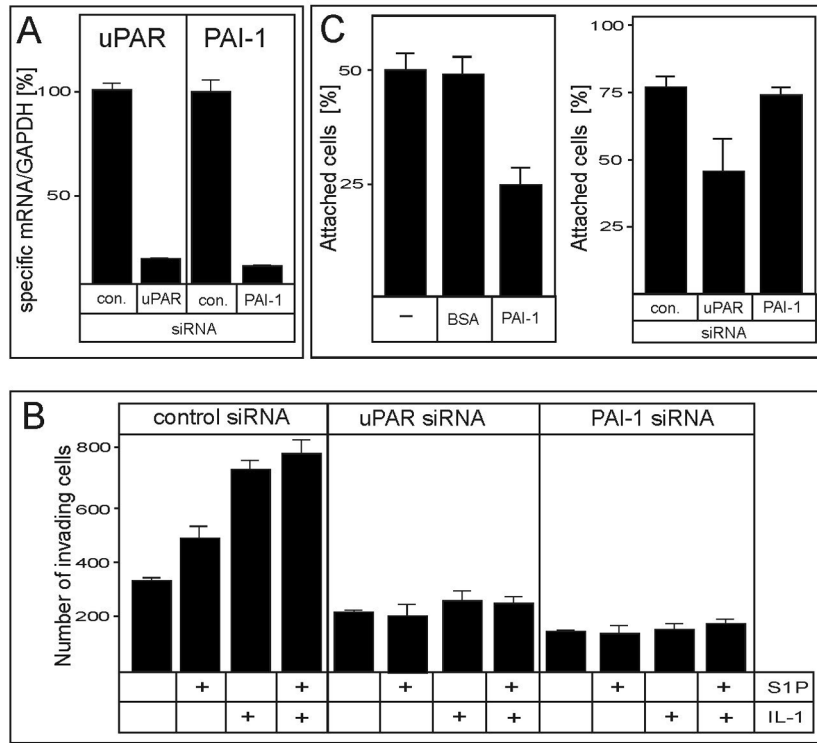 A
uPAR PAI-1
specific mRNA/GAPDH [%]
100
50
con. uPAR con. PAI-1
siRNA
C
Attached cells [%]
50
25
– BSA PAI-1
Attached cells [%]
100
75
50
25
con. uPAR PAI-1
siRNA
B
control siRNA uPAR siRNA PAI-1 siRNA
Number of invading cells
800
600
400
200
+ + + + + + S1P
+ + + + + + IL-1